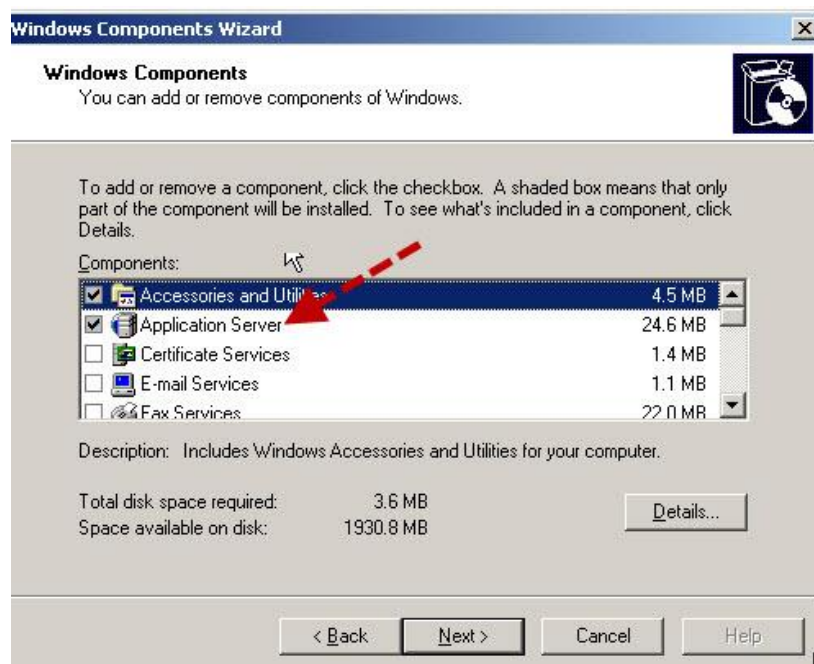 Windows Components Wizard
Windows Components
You can add or remove components of Windows.
To add or remove a component, click the checkbox. A shaded box means that only
part of the component will be installed. To see what's included in a component, click
Details.
Components:
Accessories and Utilities 4.5 MB
Application Server 24.6 MB
Certificate Services 1.4 MB
E-mail Services 1.1 MB
Fax Services 22.0 MB
Description: Includes Windows Accessories and Utilities for your computer.
Total disk space required: 3.6 MB
Space available on disk: 1930.8 MB
Details...
< Back Next > Cancel Help